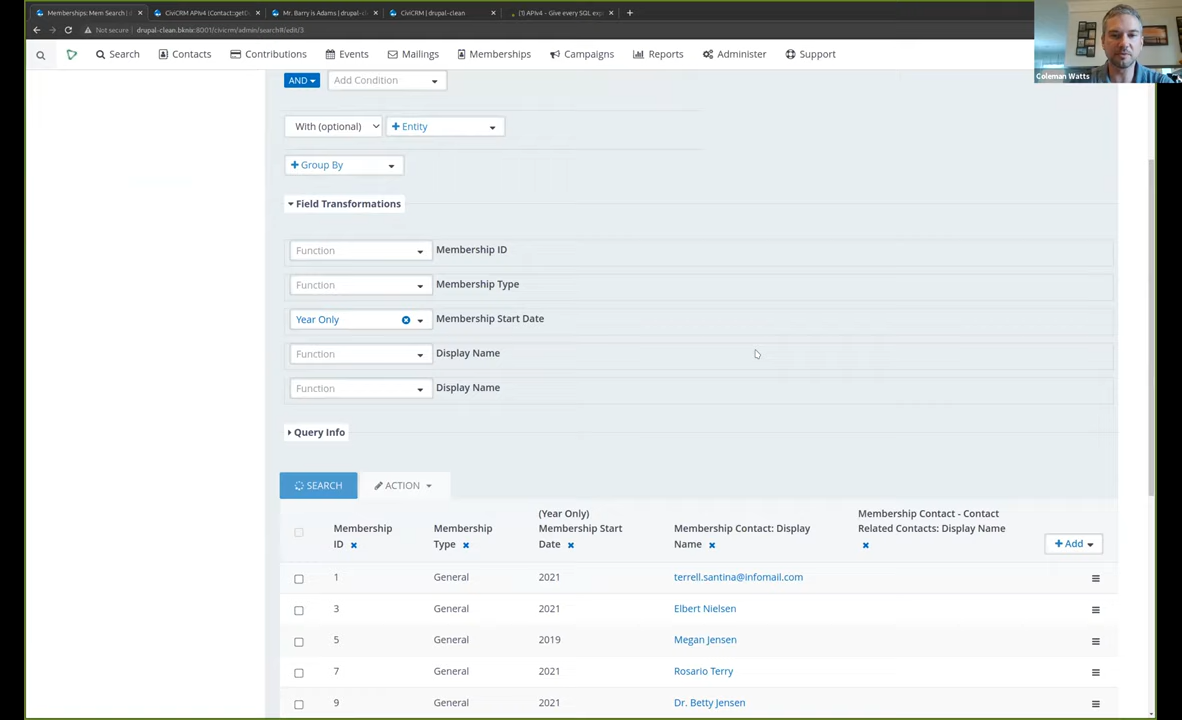 Memberships: Mem Search |
CiviCRM APIv4 (Contact::getD
Mr. Barry is Adams | drupal-c
CiviCRM | drupal-clean
(1) APIv4 - Give every SQL exp
Not secure drupal-clean.bknix:8001/civicrm/admin/search#/edit/3
Search Contacts Contributions Events Mailings Memberships Campaigns Reports Administer Support
Coleman Watts
AND Add Condition
With (optional) + Entity
+ Group By
Field Transformations
Function Membership ID
Function Membership Type
Year Only Membership Start Date
Function Display Name
Function Display Name
Query Info
SEARCH ACTION
Membership ID
Membership Type
(Year Only) Membership Start Date
Membership Contact: Display Name
Membership Contact - Contact Related Contacts: Display Name
+ Add
1 General 2021 terrell.santina@infomail.com
3 General 2021 Elbert Nielsen
5 General 2019 Megan Jensen
7 General 2021 Rosario Terry
9 General 2021 Dr. Betty Jensen